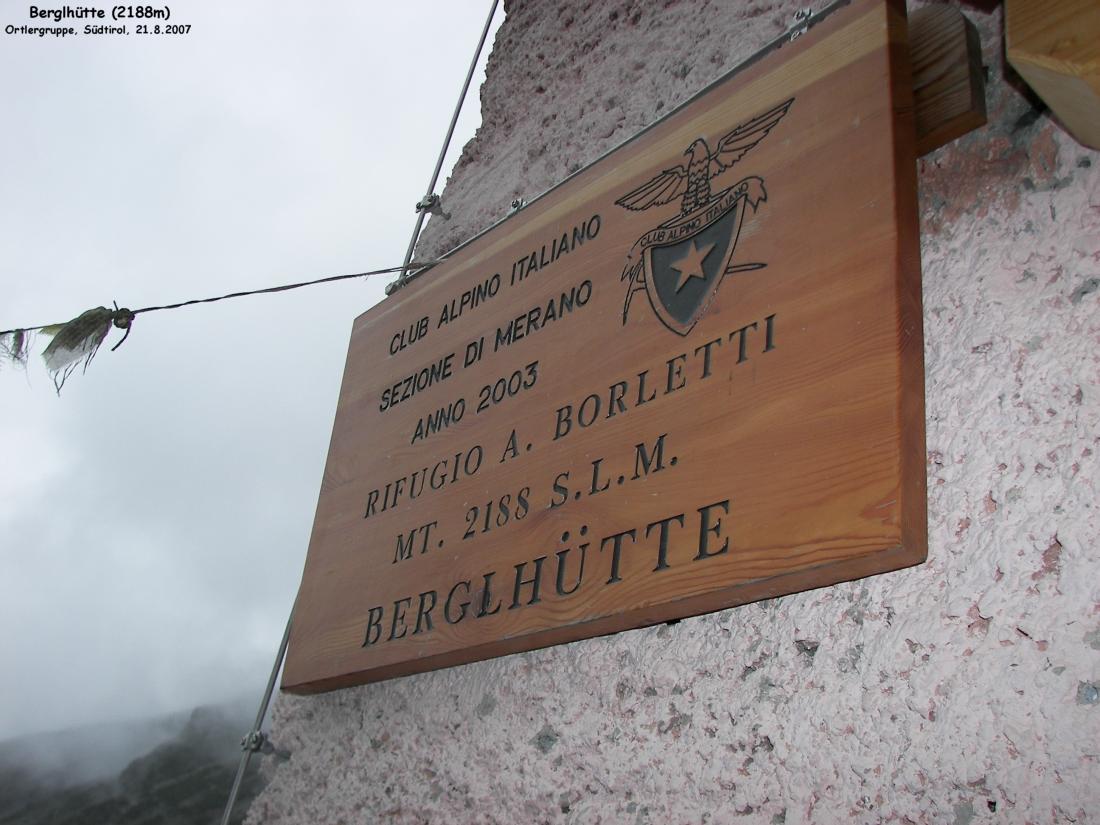 Berglhütte (2188m)
Ortlergruppe, Südtirol, 21.8.2007
CLUB ALPINO ITALIANO
CLUB ALPINO ITALIANO
SEZIONE DI MERANO
ANNO 2003
RIFUGIO A. BORLETTI
MT. 2188 S.L.M.
BERGLHÜTTE